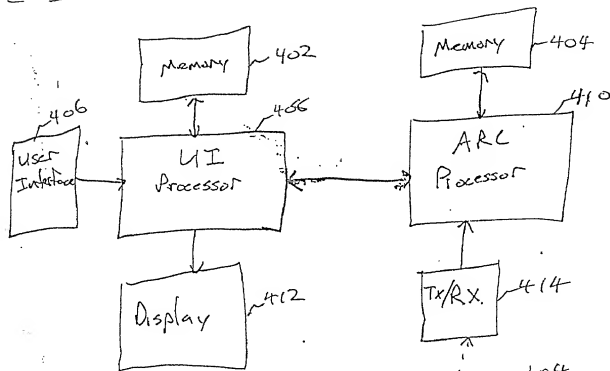 Memory
402
Memory
404
406
User
Interface
466
UI
Processor
410
ARC
Processor
Display
412
Tx/Rx.
414